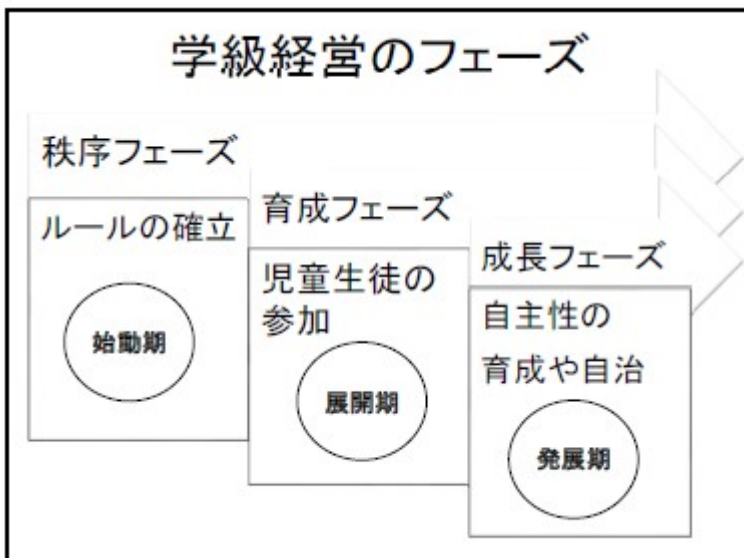 学級経営のフェーズ
秩序フェーズ
ルールの確立
始動期
育成フェーズ
児童生徒の
参加
展開期
成長フェーズ
自主性の
育成や自治
発展期